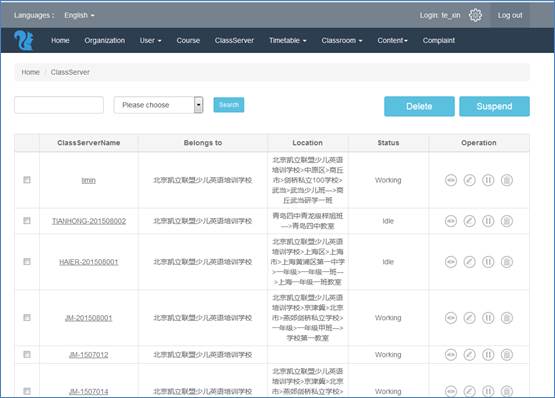 Languages : English
Login: te_en Log out
Home Organization User Course ClassServer Timetable Classroom Content Complaint
Home / ClassServer
Please choose Search Delete Suspend
ClassServerName Belongs to Location Status Operation
北京凯立联盟少儿英语
培训学校>中原区>商丘
市>剑桥私立100学校>
武当>武当少儿班--->商
丘武当研学一班
limin 北京凯立联盟少儿英语培训学校 Working
青岛四中青龙级梓旭班
--->青岛四中教室
TIANHONG-201508002 北京凯立联盟少儿英语培训学校 Idle
北京凯立联盟少儿英语
培训学校>上海区>上海
市>上海黄浦区第一中学
>一年级>一年级一班---
>上海一年级一班教室
HAIER-201508001 北京凯立联盟少儿英语培训学校 Idle
北京凯立联盟少儿英语
培训学校>京津冀>北京
市>燕郊剑桥私立学校>
一年级>一年级甲班--->
学校第一教室
JM-201508001 北京凯立联盟少儿英语培训学校 Working
JM-1507012 北京凯立联盟少儿英语培训学校 Working
北京凯立联盟少儿英语
培训学校>京津冀>北京
市>燕郊剑桥私立学校>
JM-1507014 北京凯立联盟少儿英语培训学校 Working